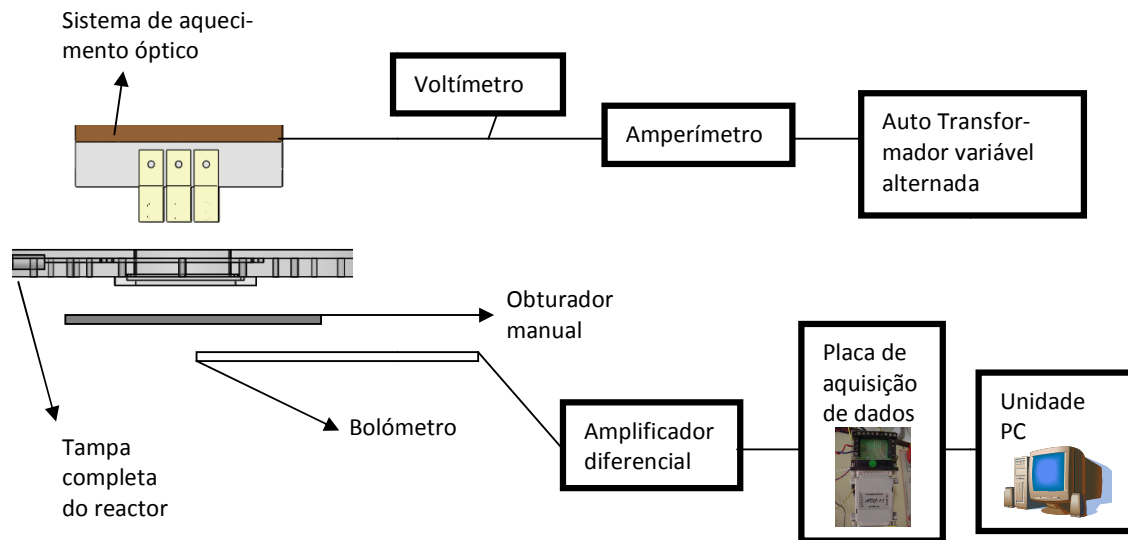 Sistema de aqueci-
mento óptico
Voltímetro
Amperímetro
Auto Transfor-
mador variável
alternada
Obturador
manual
Bolómetro
Tampa
completa
do reactor
Amplificador
diferencial
Placa de
aquisição
de dados
Unidade
PC